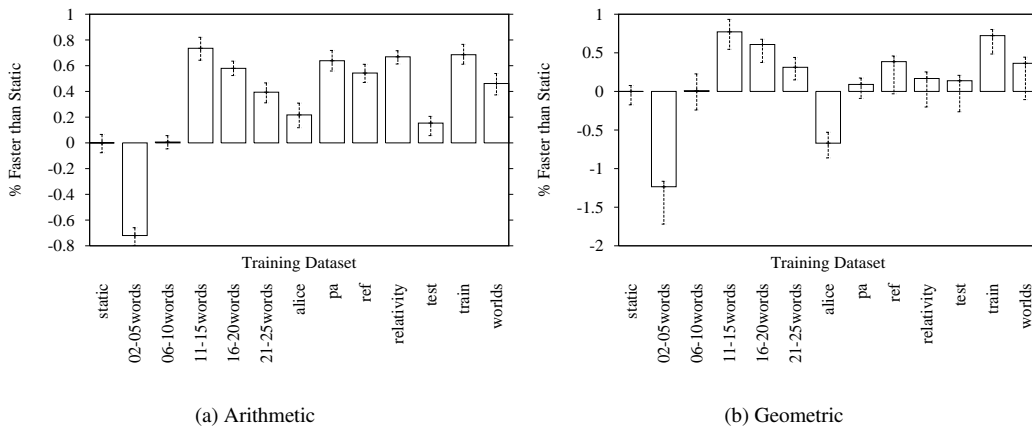 % Faster than Static
1
0.8
0.6
0.4
0.2
0
-0.2
-0.4
-0.6
-0.8
Training Dataset
static
02-05words
06-10words
11-15words
16-20words
21-25words
alice
pa
ref
relativity
test
train
worlds
(a) Arithmetic
% Faster than Static
1
0.5
0
-0.5
-1
-1.5
-2
Training Dataset
static
02-05words
06-10words
11-15words
16-20words
21-25words
alice
pa
ref
relativity
test
train
worlds
(b) Geometric